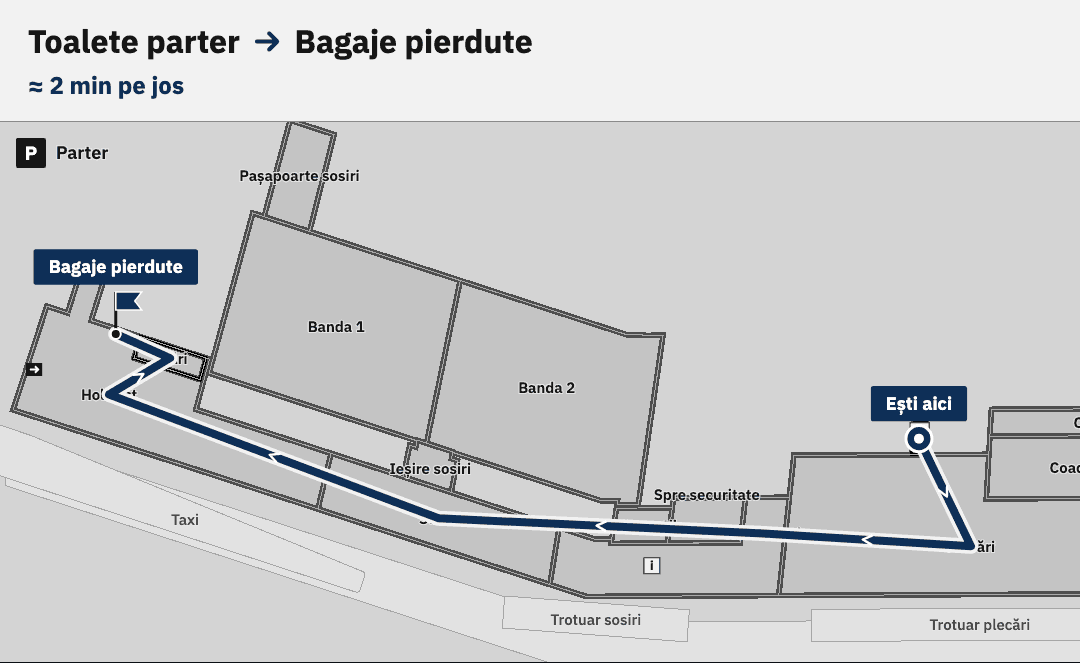 Toalete parter → Bagaje pierdute
≈ 2 min pe jos
P Parter
Pașapoarte sosiri
Bagaje pierdute
Banda 1
Banda 2
Ești aici
Ieșire sosiri
Spre securitate
Taxi
i
Trotuar sosiri
Trotuar plecări